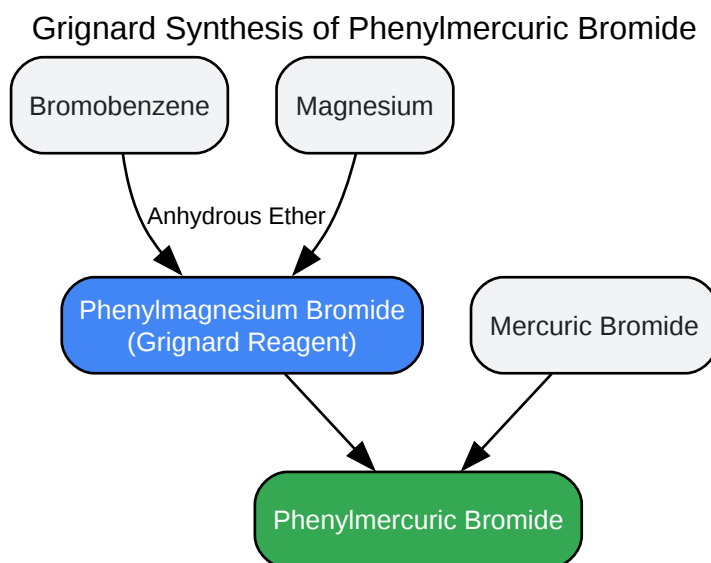 Grignard Synthesis of Phenylmercuric Bromide
Bromobenzene
Magnesium
Anhydrous Ether
Phenylmagnesium Bromide
(Grignard Reagent)
Mercuric Bromide
Phenylmercuric Bromide